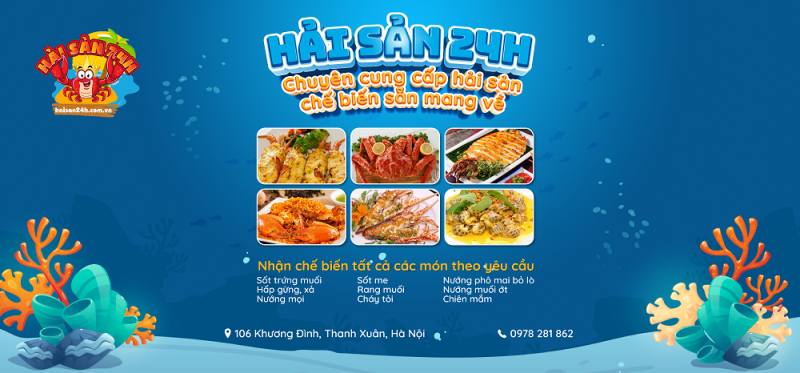 HẢI SẢN 24H
haisan24h.com.vn
HẢI SẢN 24H
Chuyên cung cấp hải sản
chế biến sẵn mang về
Nhận chế biến tất cả các món theo yêu cầu
Sốt trứng muối
Hấp gừng, xả
Nướng mọi
Sốt me
Rang muối
Cháy tỏi
Nướng phô mai bỏ lò
Nướng muối ớt
Chiên mắm
106 Khương Đình, Thanh Xuân, Hà Nội
0978 281 862